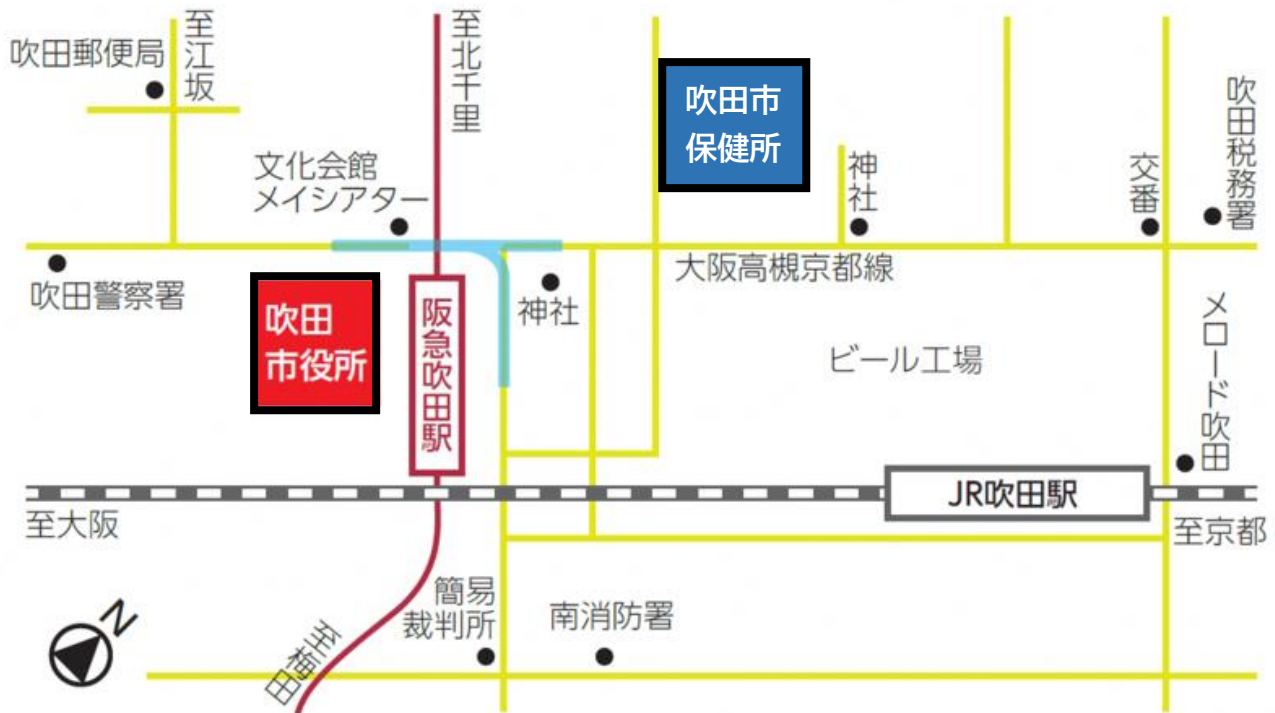 吹田郵便局
至江坂
至北千里
吹田市
保健所
吹田税務署
文化会館
メイシアター
神社
交番
吹田警察署
大阪高槻京都線
神社
吹田
市役所
阪急吹田駅
ビール工場
メロード吹田
JR吹田駅
至大阪
至京都
簡易
裁判所
南消防署
至梅田
N